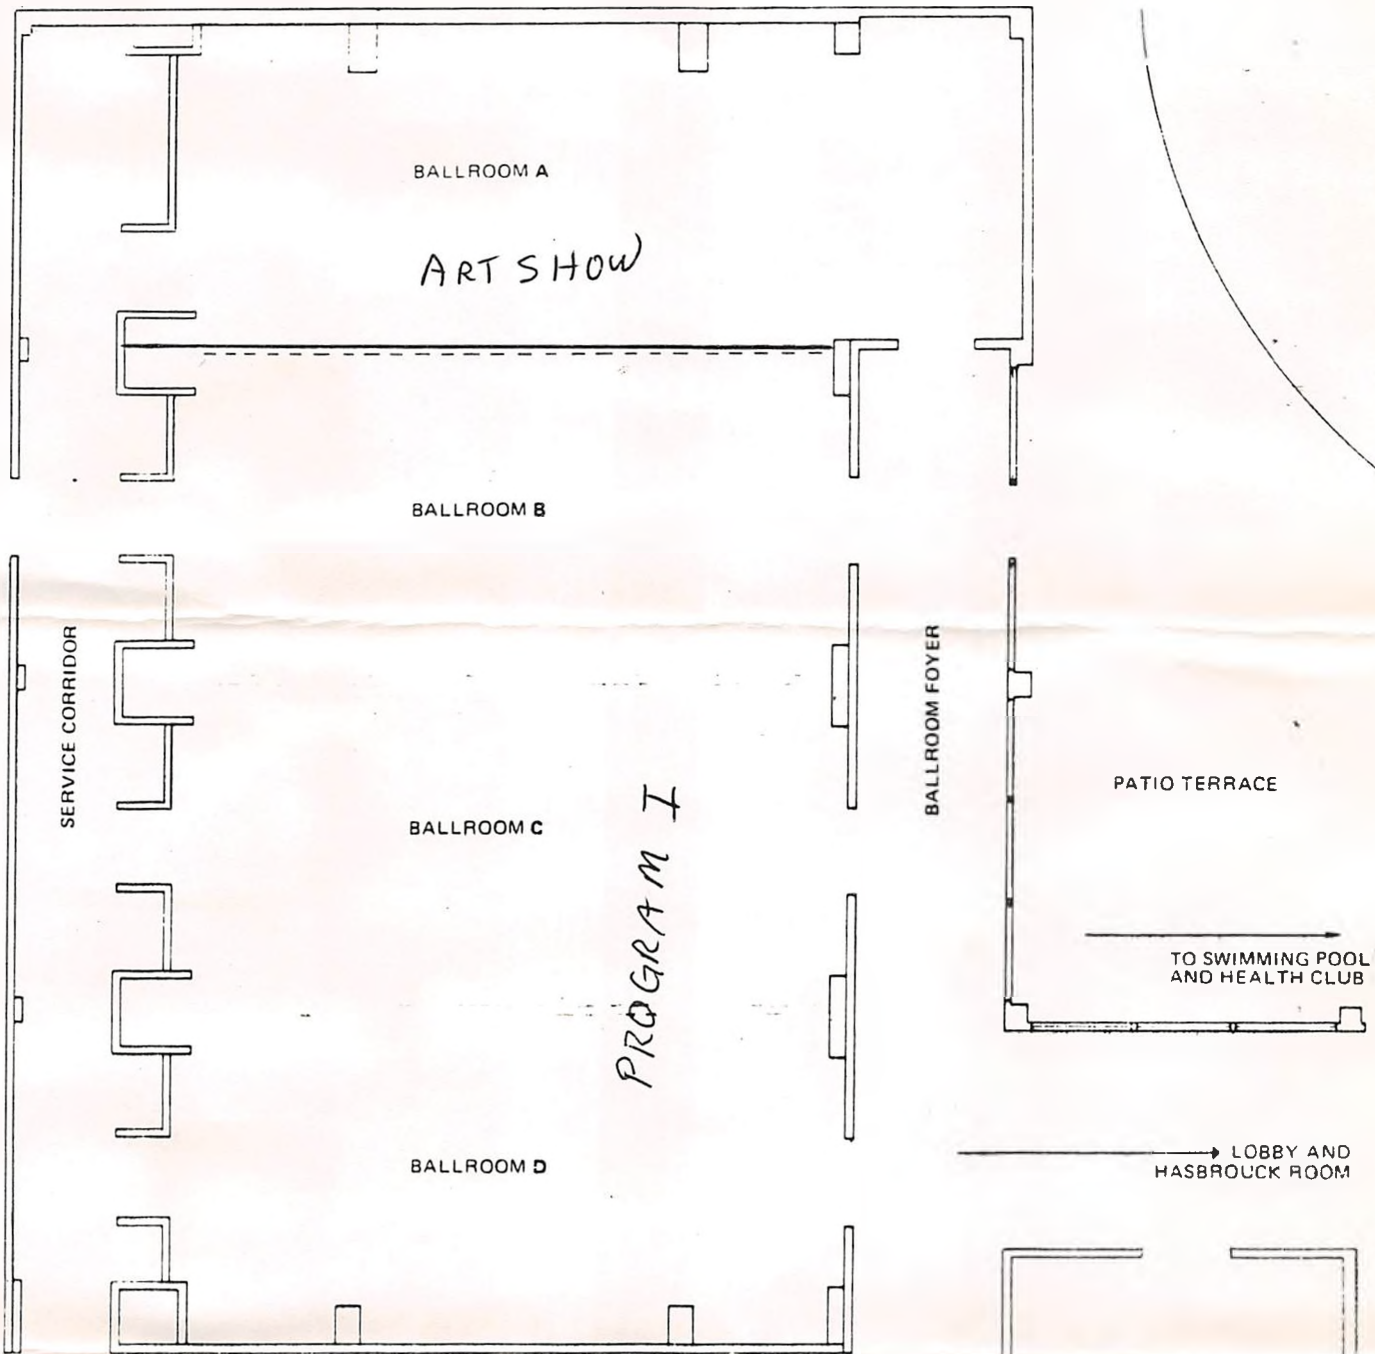 BALLROOM A
ART SHOW
BALLROOM B
SERVICE CORRIDOR
BALLROOM FOYER
PATIO TERRACE
BALLROOM C
PROGRAM I
TO SWIMMING POOL
AND HEALTH CLUB
LOBBY AND
HASBROUCK ROOM
BALLROOM D